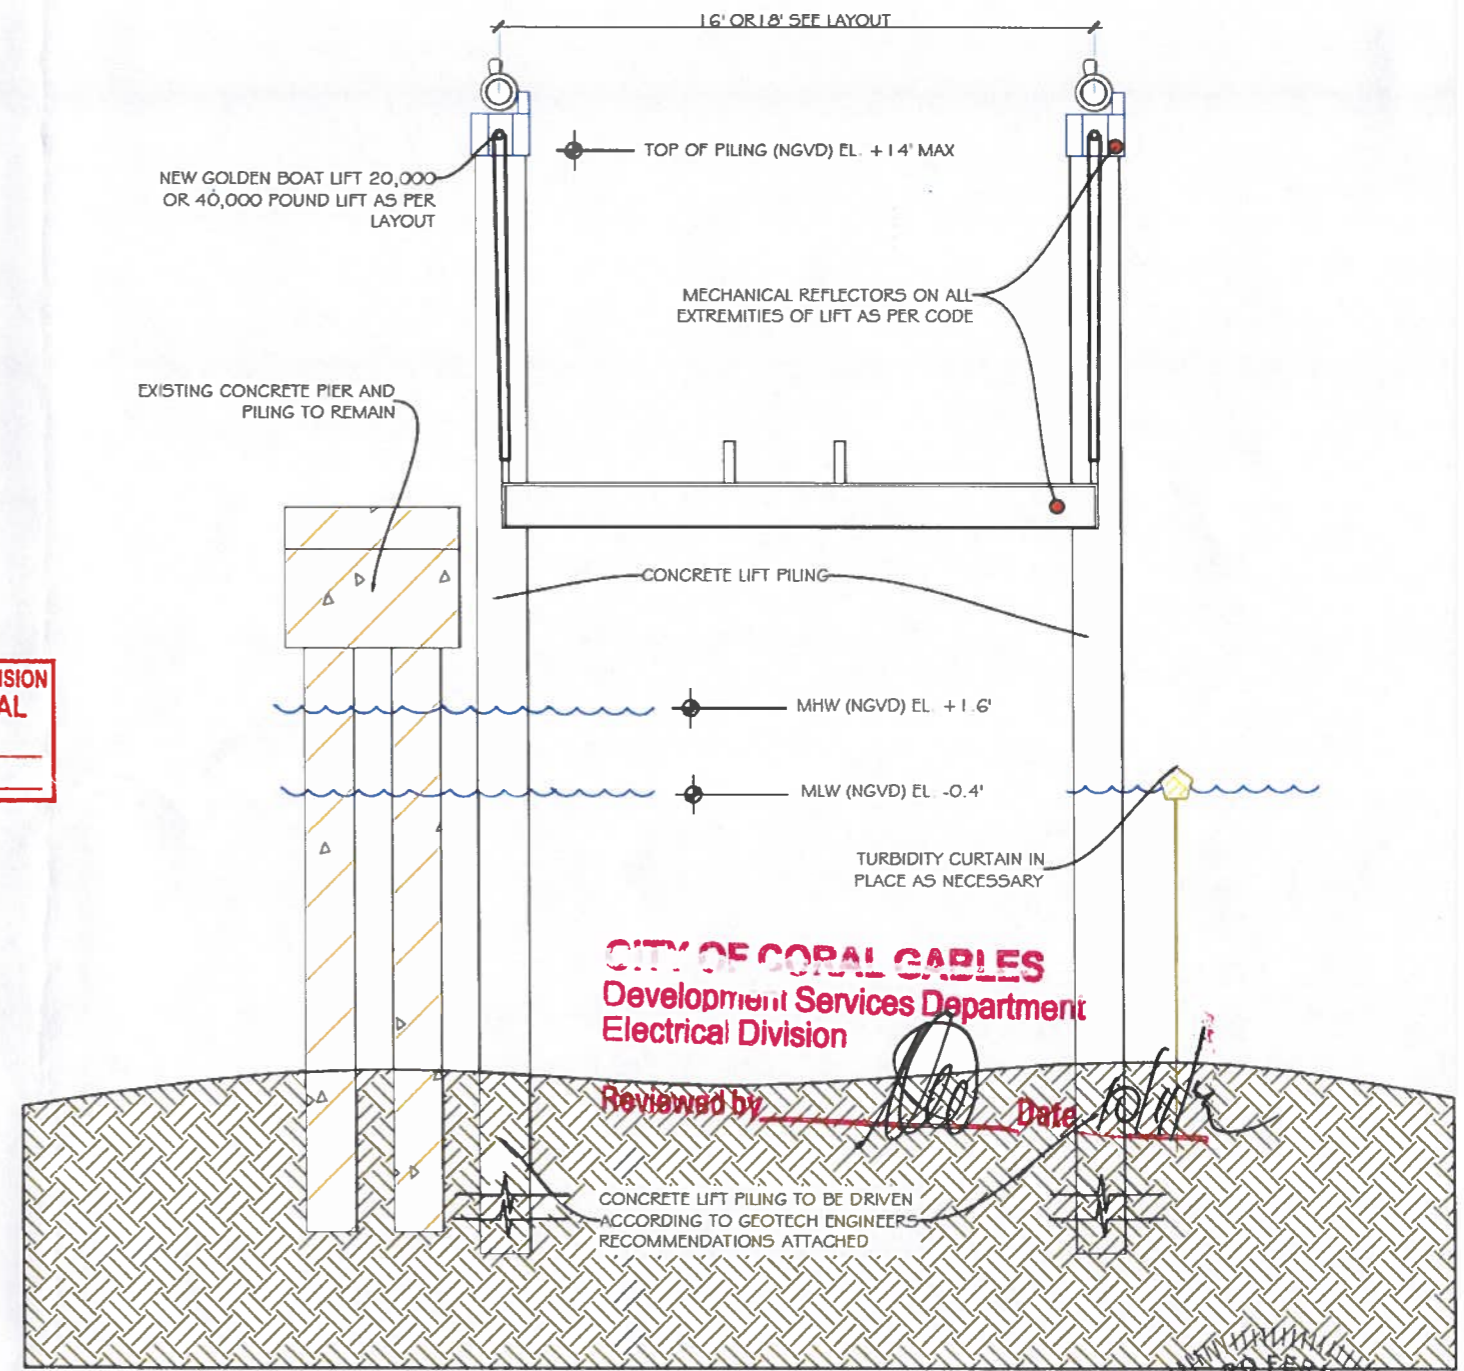 16' OR 18' SEE LAYOUT
TOP OF PILING (NGVD) EL. +14' MAX
NEW GOLDEN BOAT LIFT 20,000
OR 40,000 POUND LIFT AS PER
LAYOUT
MECHANICAL REFLECTORS ON ALL
EXTREMITIES OF LIFT AS PER CODE
EXISTING CONCRETE PIER AND
PILING TO REMAIN
CONCRETE LIFT PILING
MHW (NGVD) EL. +1.6'
MLW (NGVD) EL. -0.4'
TURBIDITY CURTAIN IN
PLACE AS NECESSARY
CITY OF CORAL GABLES
Development Services Department
Electrical Division
Reviewed by Date
CONCRETE LIFT PILING TO BE DRIVEN
ACCORDING TO GEOTECH ENGINEERS
RECOMMENDATIONS ATTACHED